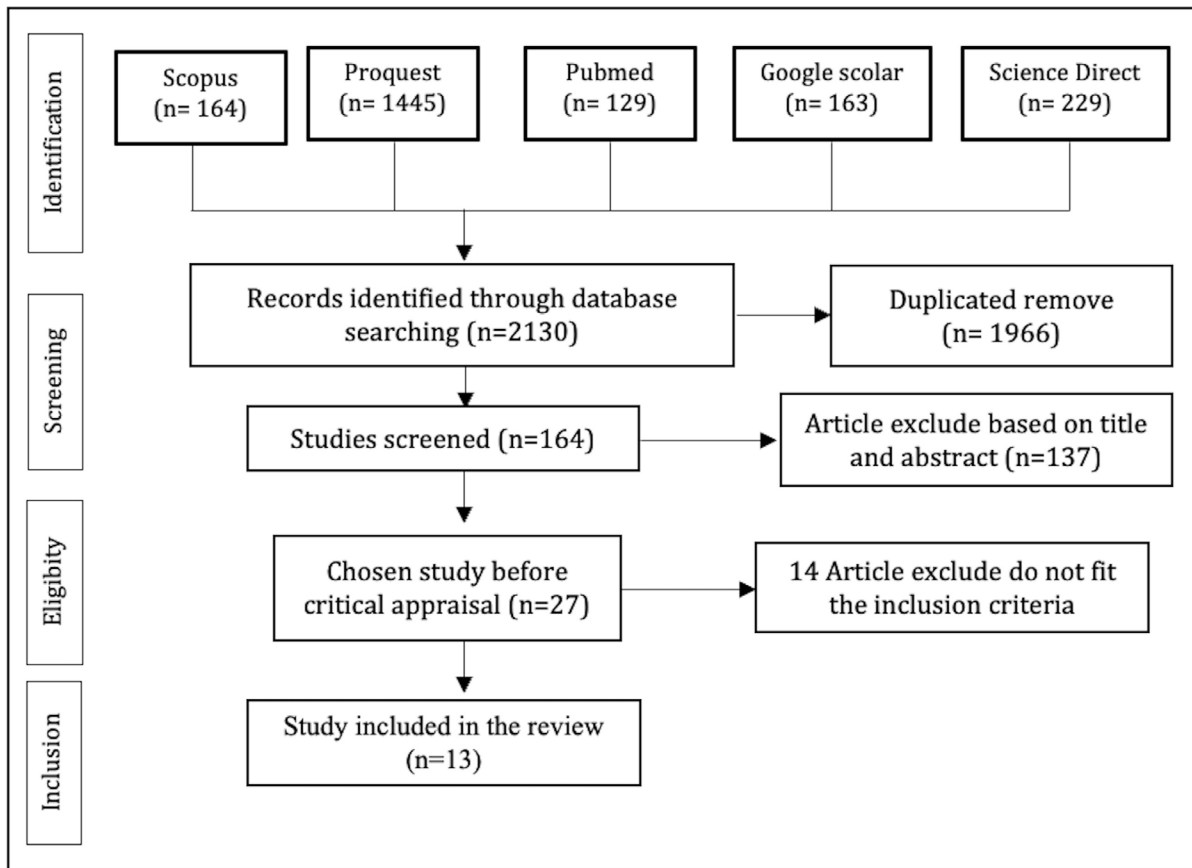 Identification
Scopus
(n= 164)
Proquest
(n= 1445)
Pubmed
(n= 129)
Google scolar
(n= 163)
Science Direct
(n= 229)
Screening
Records identified through database
searching (n=2130)
Duplicated remove
(n= 1966)
Studies screened (n=164)
Article exclude based on title
and abstract (n=137)
Eligibity
Chosen study before
critical appraisal (n=27)
14 Article exclude do not fit
the inclusion criteria
Inclusion
Study included in the review
(n=13)